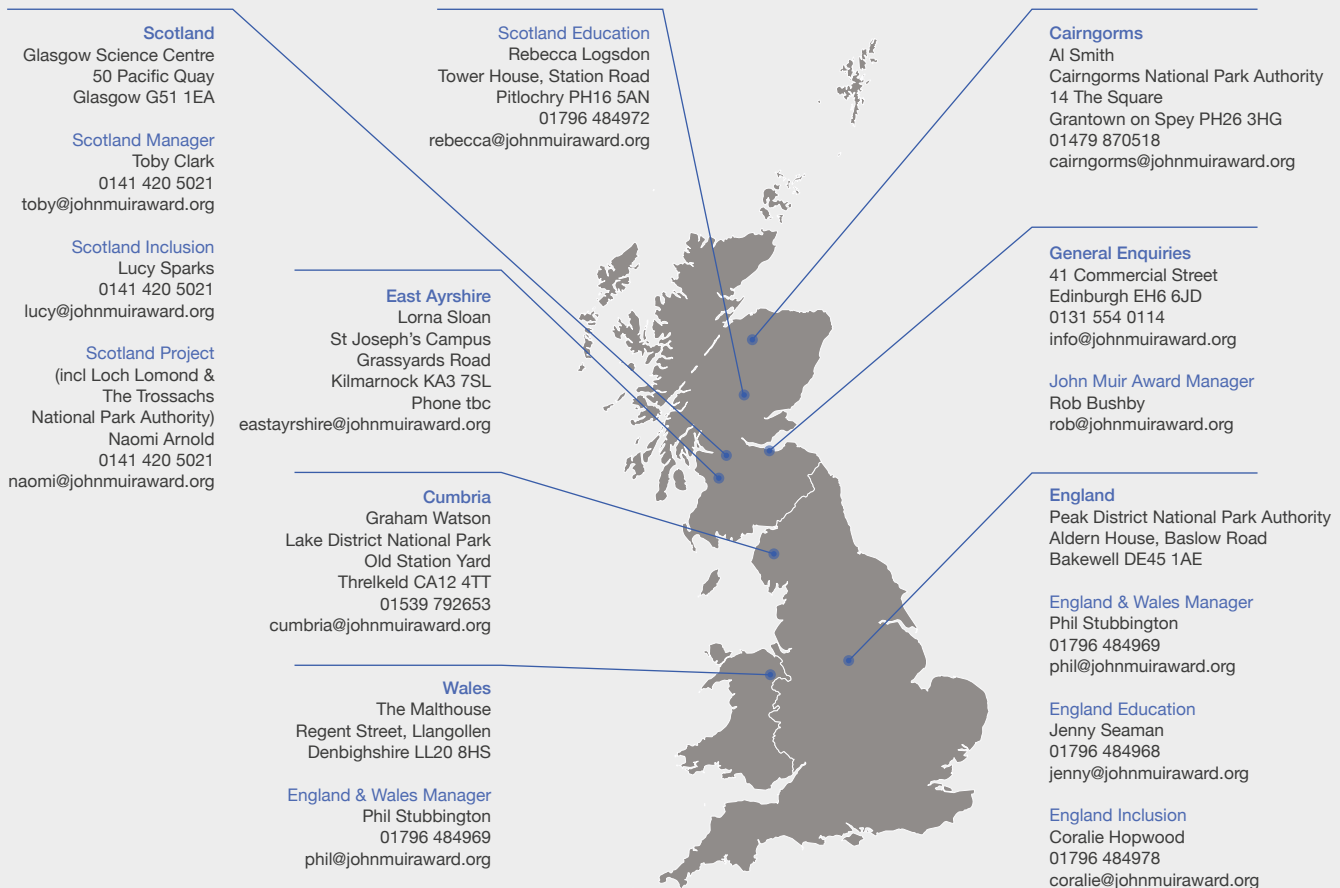 Scotland
Glasgow Science Centre
50 Pacific Quay
Glasgow G51 1EA
Scotland Manager
Toby Clark
0141 420 5021
toby@johnmuiraward.org
Scotland Inclusion
Lucy Sparks
0141 420 5021
lucy@johnmuiraward.org
Scotland Project
(incl Loch Lomond &
The Trossachs
National Park Authority)
Naomi Arnold
0141 420 5021
naomi@johnmuiraward.org
Scotland Education
Rebecca Logsdon
Tower House, Station Road
Pitlochry PH16 5AN
01796 484972
rebecca@johnmuiraward.org
East Ayrshire
Lorna Sloan
St Joseph's Campus
Grassyards Road
Kilmarnock KA3 7SL
Phone tbc
eastayrshire@johnmuiraward.org
Cumbria
Graham Watson
Lake District National Park
Old Station Yard
Threlkeld CA12 4TT
01539 792653
cumbria@johnmuiraward.org
Wales
The Malthouse
Regent Street, Llangollen
Denbighshire LL20 8HS
England & Wales Manager
Phil Stubbington
01796 484969
phil@johnmuiraward.org
Cairngorms
Al Smith
Cairngorms National Park Authority
14 The Square
Grantown on Spey PH26 3HG
01479 870518
cairngorms@johnmuiraward.org
General Enquiries
41 Commercial Street
Edinburgh EH6 6JD
0131 554 0114
info@johnmuiraward.org
John Muir Award Manager
Rob Bushby
rob@johnmuiraward.org
England
Peak District National Park Authority
Aldern House, Baslow Road
Bakewell DE45 1AE
England & Wales Manager
Phil Stubbington
01796 484969
phil@johnmuiraward.org
England Education
Jenny Seaman
01796 484968
jenny@johnmuiraward.org
England Inclusion
Coralie Hopwood
01796 484978
coralie@johnmuiraward.org